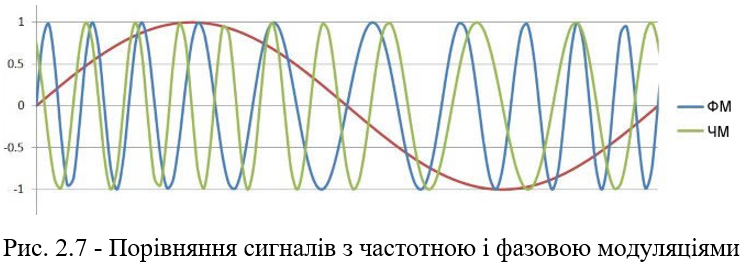 1
0.5
0
-0.5
-1
ФМ
ЧМ
Рис. 2.7 - Порівняння сигналів з частотною і фазовою модуляціями